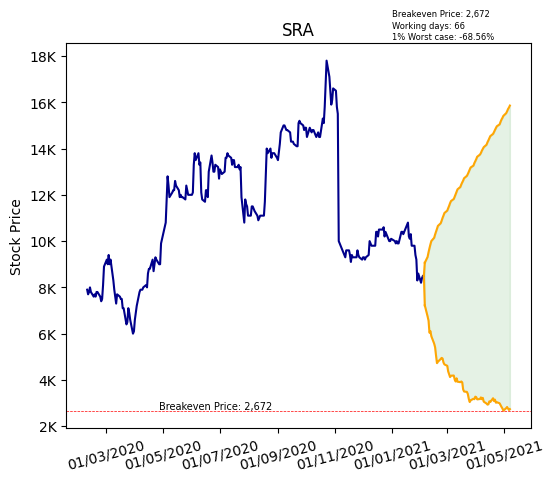 Breakeven Price: 2,672
Working days: 66
1% Worst case: -68.56%
SRA
Stock Price
18K
16K
14K
12K
10K
8K
6K
4K
2K
Breakeven Price: 2,672
01/03/2020
01/05/2020
01/07/2020
01/09/2020
01/11/2020
01/01/2021
01/03/2021
01/05/2021